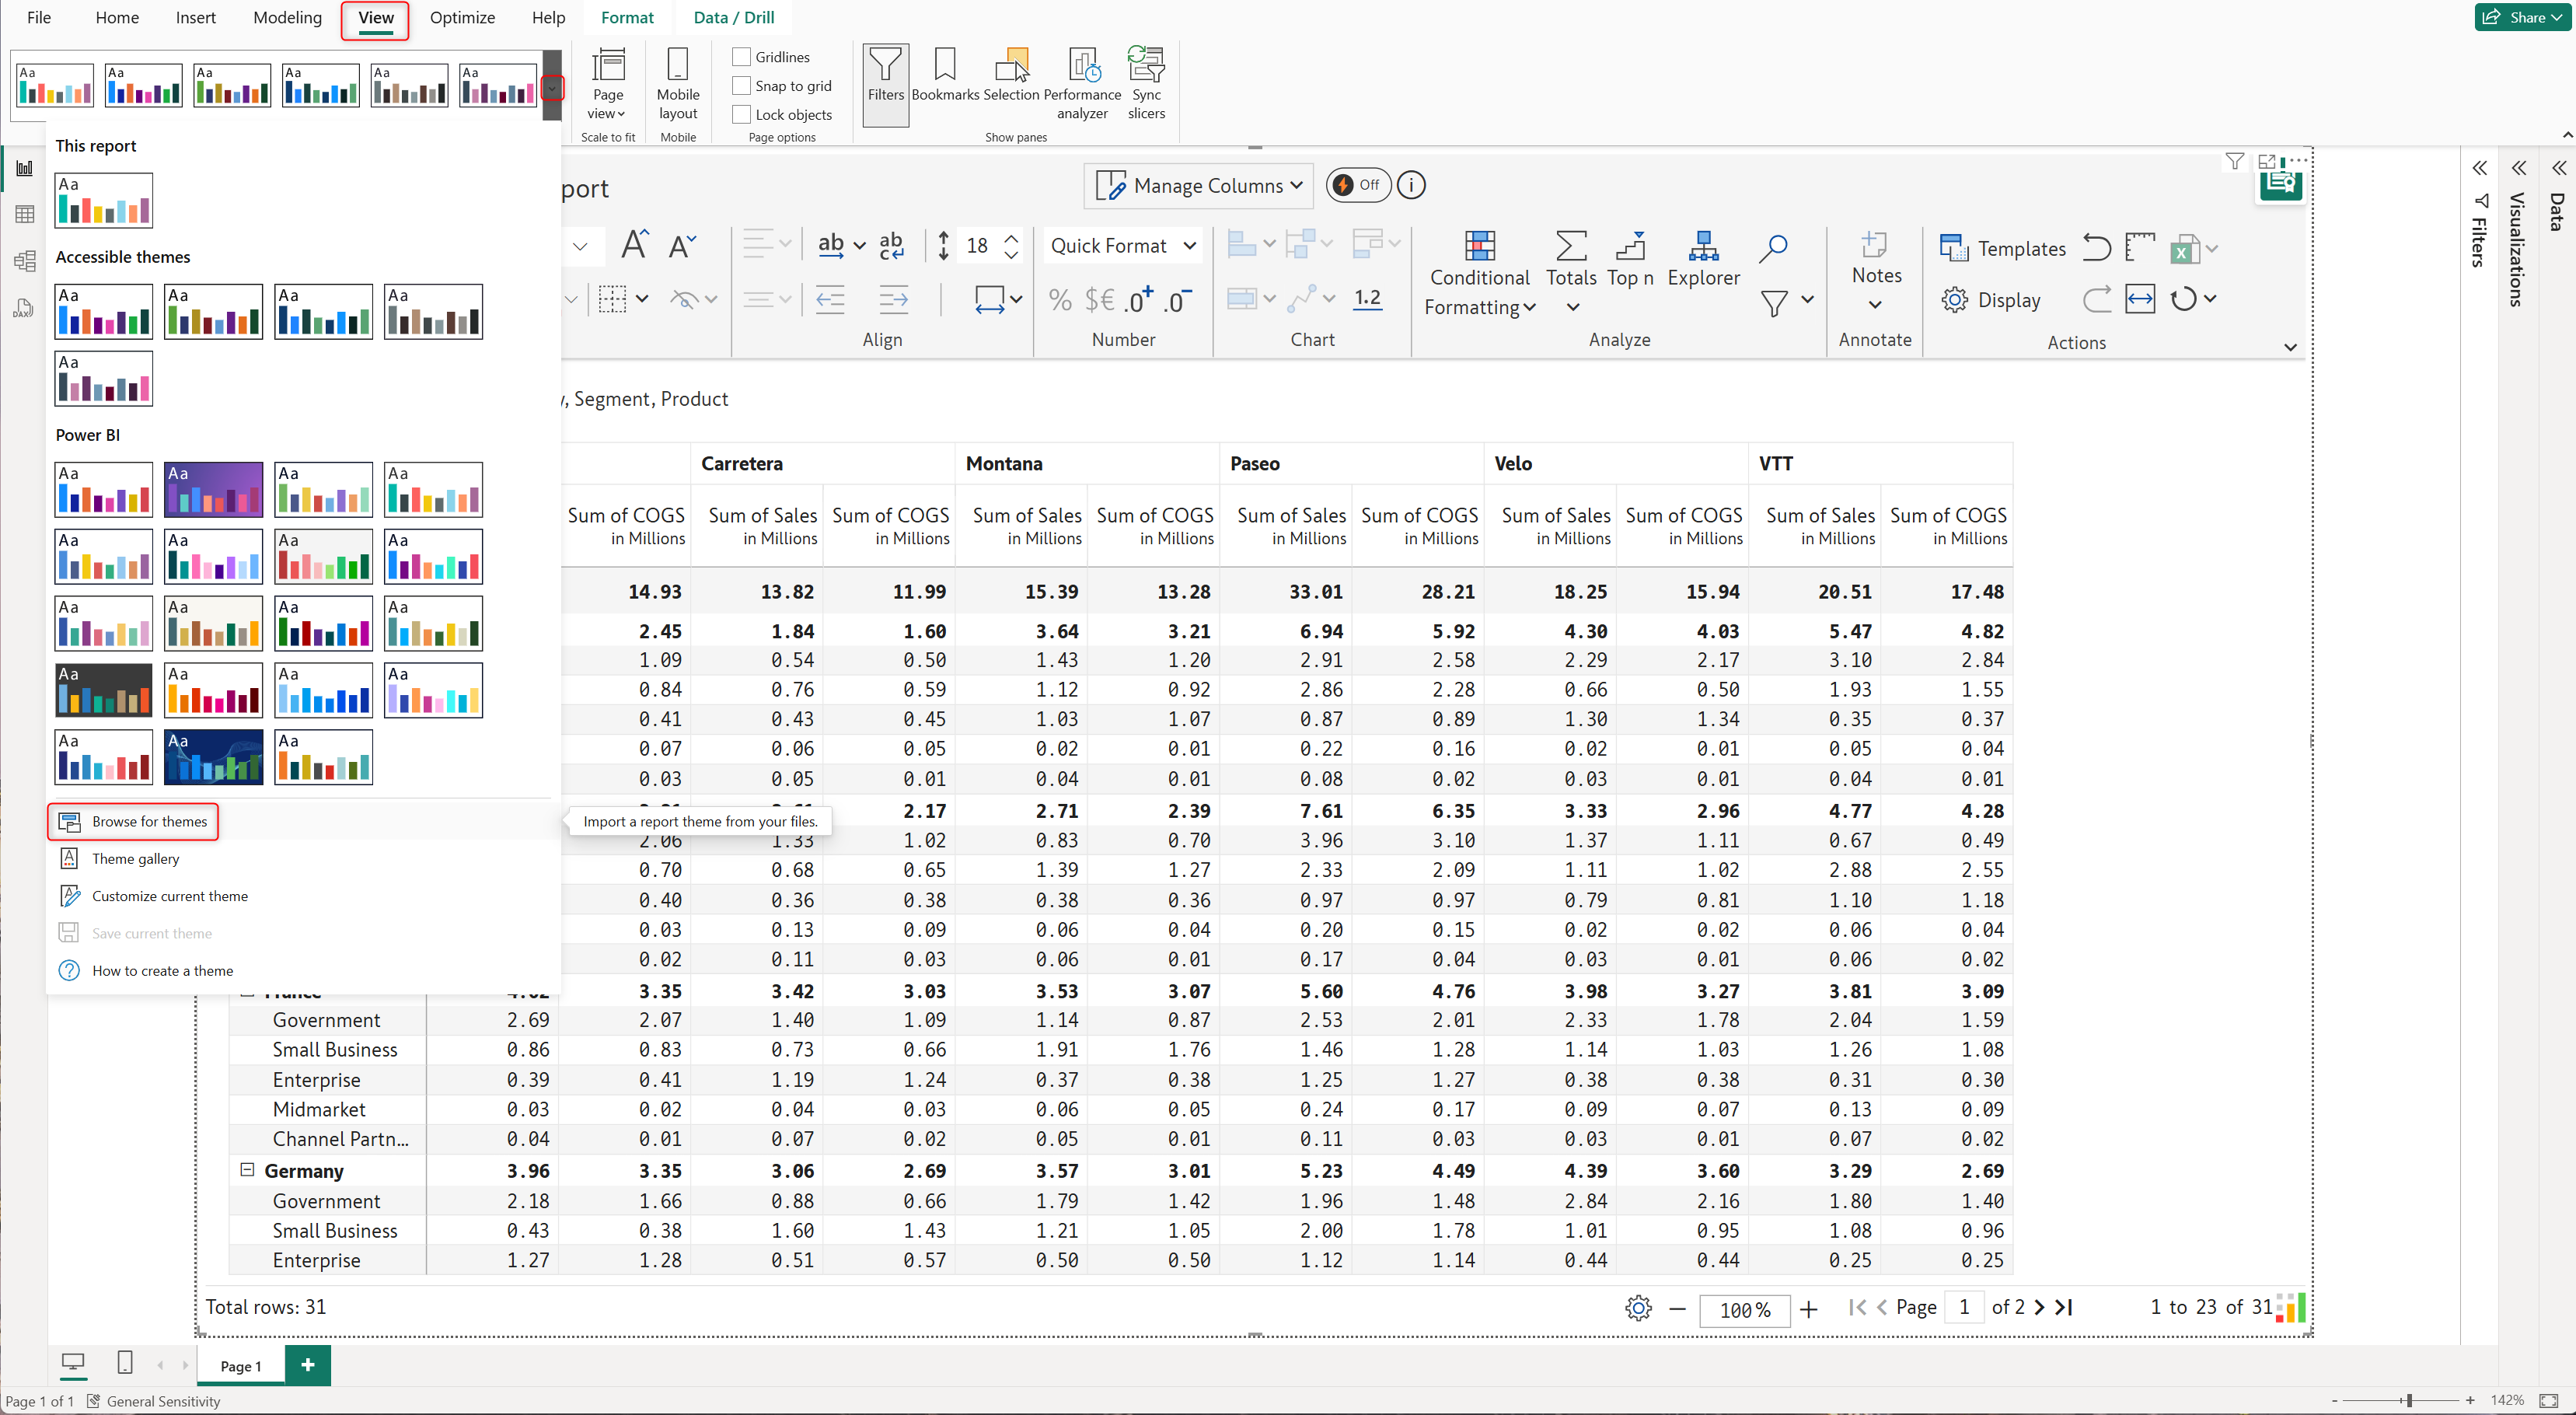 File Home Insert Modeling View Optimize Help Format Data / Drill Share
Aa Aa Aa Aa Aa Aa
Page view
Mobile layout
Gridlines
Snap to grid
Lock objects
Filters Bookmarks Selection Performance analyzer Sync slicers
Scale to fit Mobile Page options Show panes
This report
Aa
Accessible themes
Aa Aa Aa Aa
Aa
Power BI
Aa Aa Aa Aa
Aa Aa Aa Aa
Aa Aa Aa Aa
Aa Aa Aa Aa
Aa Aa Aa
Browse for themes
Import a report theme from your files.
Theme gallery
Customize current theme
Save current theme
How to create a theme
DAX
port
Manage Columns Off i
A A ab ab c 18 Quick Format
% $€ .0+ .0- 1.2
Conditional Formatting Totals Top n Explorer
Notes
Templates
Display
Align Number Chart Analyze Annotate Actions
Filters
Visualizations
Data
, Segment, Product
Carretera Montana Paseo Velo VTT
Sum of COGS Sum of Sales Sum of COGS Sum of Sales Sum of COGS Sum of Sales Sum of COGS Sum of Sales Sum of COGS Sum of Sales Sum of COGS
in Millions in Millions in Millions in Millions in Millions in Millions in Millions in Millions in Millions in Millions in Millions
14.93 13.82 11.99 15.39 13.28 33.01 28.21 18.25 15.94 20.51 17.48
2.45 1.84 1.60 3.64 3.21 6.94 5.92 4.30 4.03 5.47 4.82
1.09 0.54 0.50 1.43 1.20 2.91 2.58 2.29 2.17 3.10 2.84
0.84 0.76 0.59 1.12 0.92 2.86 2.28 0.66 0.50 1.93 1.55
0.41 0.43 0.45 1.03 1.07 0.87 0.89 1.30 1.34 0.35 0.37
0.07 0.06 0.05 0.02 0.01 0.22 0.16 0.02 0.01 0.05 0.04
0.03 0.05 0.01 0.04 0.01 0.08 0.02 0.03 0.01 0.04 0.01
2.17 2.71 2.39 7.61 6.35 3.33 2.96 4.77 4.28
2.06 1.33 1.02 0.83 0.70 3.96 3.10 1.37 1.11 0.67 0.49
0.70 0.68 0.65 1.39 1.27 2.33 2.09 1.11 1.02 2.88 2.55
0.40 0.36 0.38 0.38 0.36 0.97 0.97 0.79 0.81 1.10 1.18
0.03 0.13 0.09 0.06 0.04 0.20 0.15 0.02 0.02 0.06 0.04
0.02 0.11 0.03 0.06 0.01 0.17 0.04 0.03 0.01 0.06 0.02
France 3.35 3.42 3.03 3.53 3.07 5.60 4.76 3.98 3.27 3.81 3.09
Government 2.69 2.07 1.40 1.09 1.14 0.87 2.53 2.01 2.33 1.78 2.04 1.59
Small Business 0.86 0.83 0.73 0.66 1.91 1.76 1.46 1.28 1.14 1.03 1.26 1.08
Enterprise 0.39 0.41 1.19 1.24 0.37 0.38 1.25 1.27 0.38 0.38 0.31 0.30
Midmarket 0.03 0.02 0.04 0.03 0.06 0.05 0.24 0.17 0.09 0.07 0.13 0.09
Channel Partn... 0.04 0.01 0.07 0.02 0.05 0.01 0.11 0.03 0.03 0.01 0.07 0.02
Germany 3.96 3.35 3.06 2.69 3.57 3.01 5.23 4.49 4.39 3.60 3.29 2.69
Government 2.18 1.66 0.88 0.66 1.79 1.42 1.96 1.48 2.84 2.16 1.80 1.40
Small Business 0.43 0.38 1.60 1.43 1.21 1.05 2.00 1.78 1.01 0.95 1.08 0.96
Enterprise 1.27 1.28 0.51 0.57 0.50 0.50 1.12 1.14 0.44 0.44 0.25 0.25
Total rows: 31 100% Page 1 of 2 1 to 23 of 31
Page 1 +
Page 1 of 1 General Sensitivity - + 142%